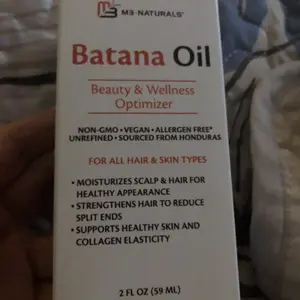 M3
M3-NATURALS®
Batana Oil
Beauty & Wellness
Optimizer
NON-GMO • VEGAN • ALLERGEN FREE*
UNREFINED • SOURCED FROM HONDURAS
FOR ALL HAIR & SKIN TYPES
• MOISTURIZES SCALP & HAIR FOR
HEALTHY APPEARANCE
• STRENGTHENS HAIR TO REDUCE
SPLIT ENDS
• SUPPORTS HEALTHY SKIN AND
COLLAGEN ELASTICITY
2 FL OZ (59 ML)